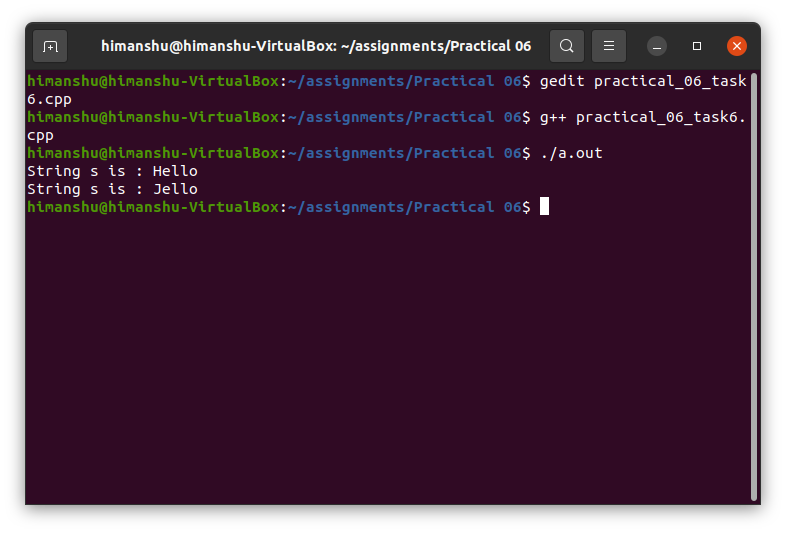 himanshu@himanshu-VirtualBox: ~/assignments/Practical 06
himanshu@himanshu-VirtualBox:~/assignments/Practical 06$ gedit practical_06_task
6.cpp
himanshu@himanshu-VirtualBox:~/assignments/Practical 06$ g++ practical_06_task6.
cpp
himanshu@himanshu-VirtualBox:~/assignments/Practical 06$ ./a.out
String s is : Hello
String s is : Jello
himanshu@himanshu-VirtualBox:~/assignments/Practical 06$